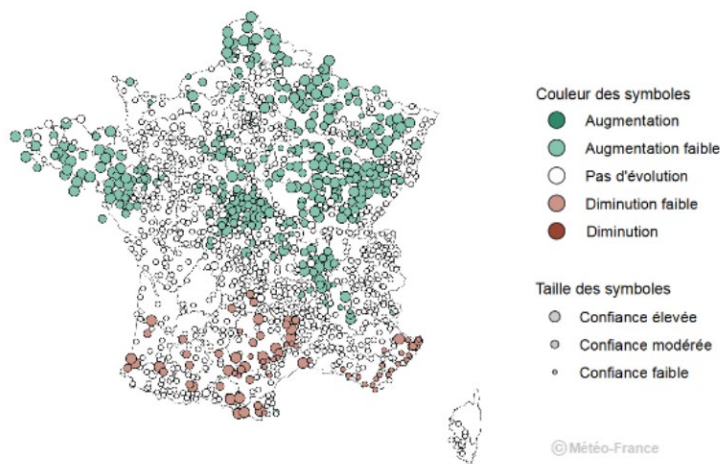 Couleur des symboles
Augmentation
Augmentation faible
Pas d'évolution
Diminution faible
Diminution
Taille des symboles
Confiance élevée
Confiance modérée
Confiance faible
©Météo-France